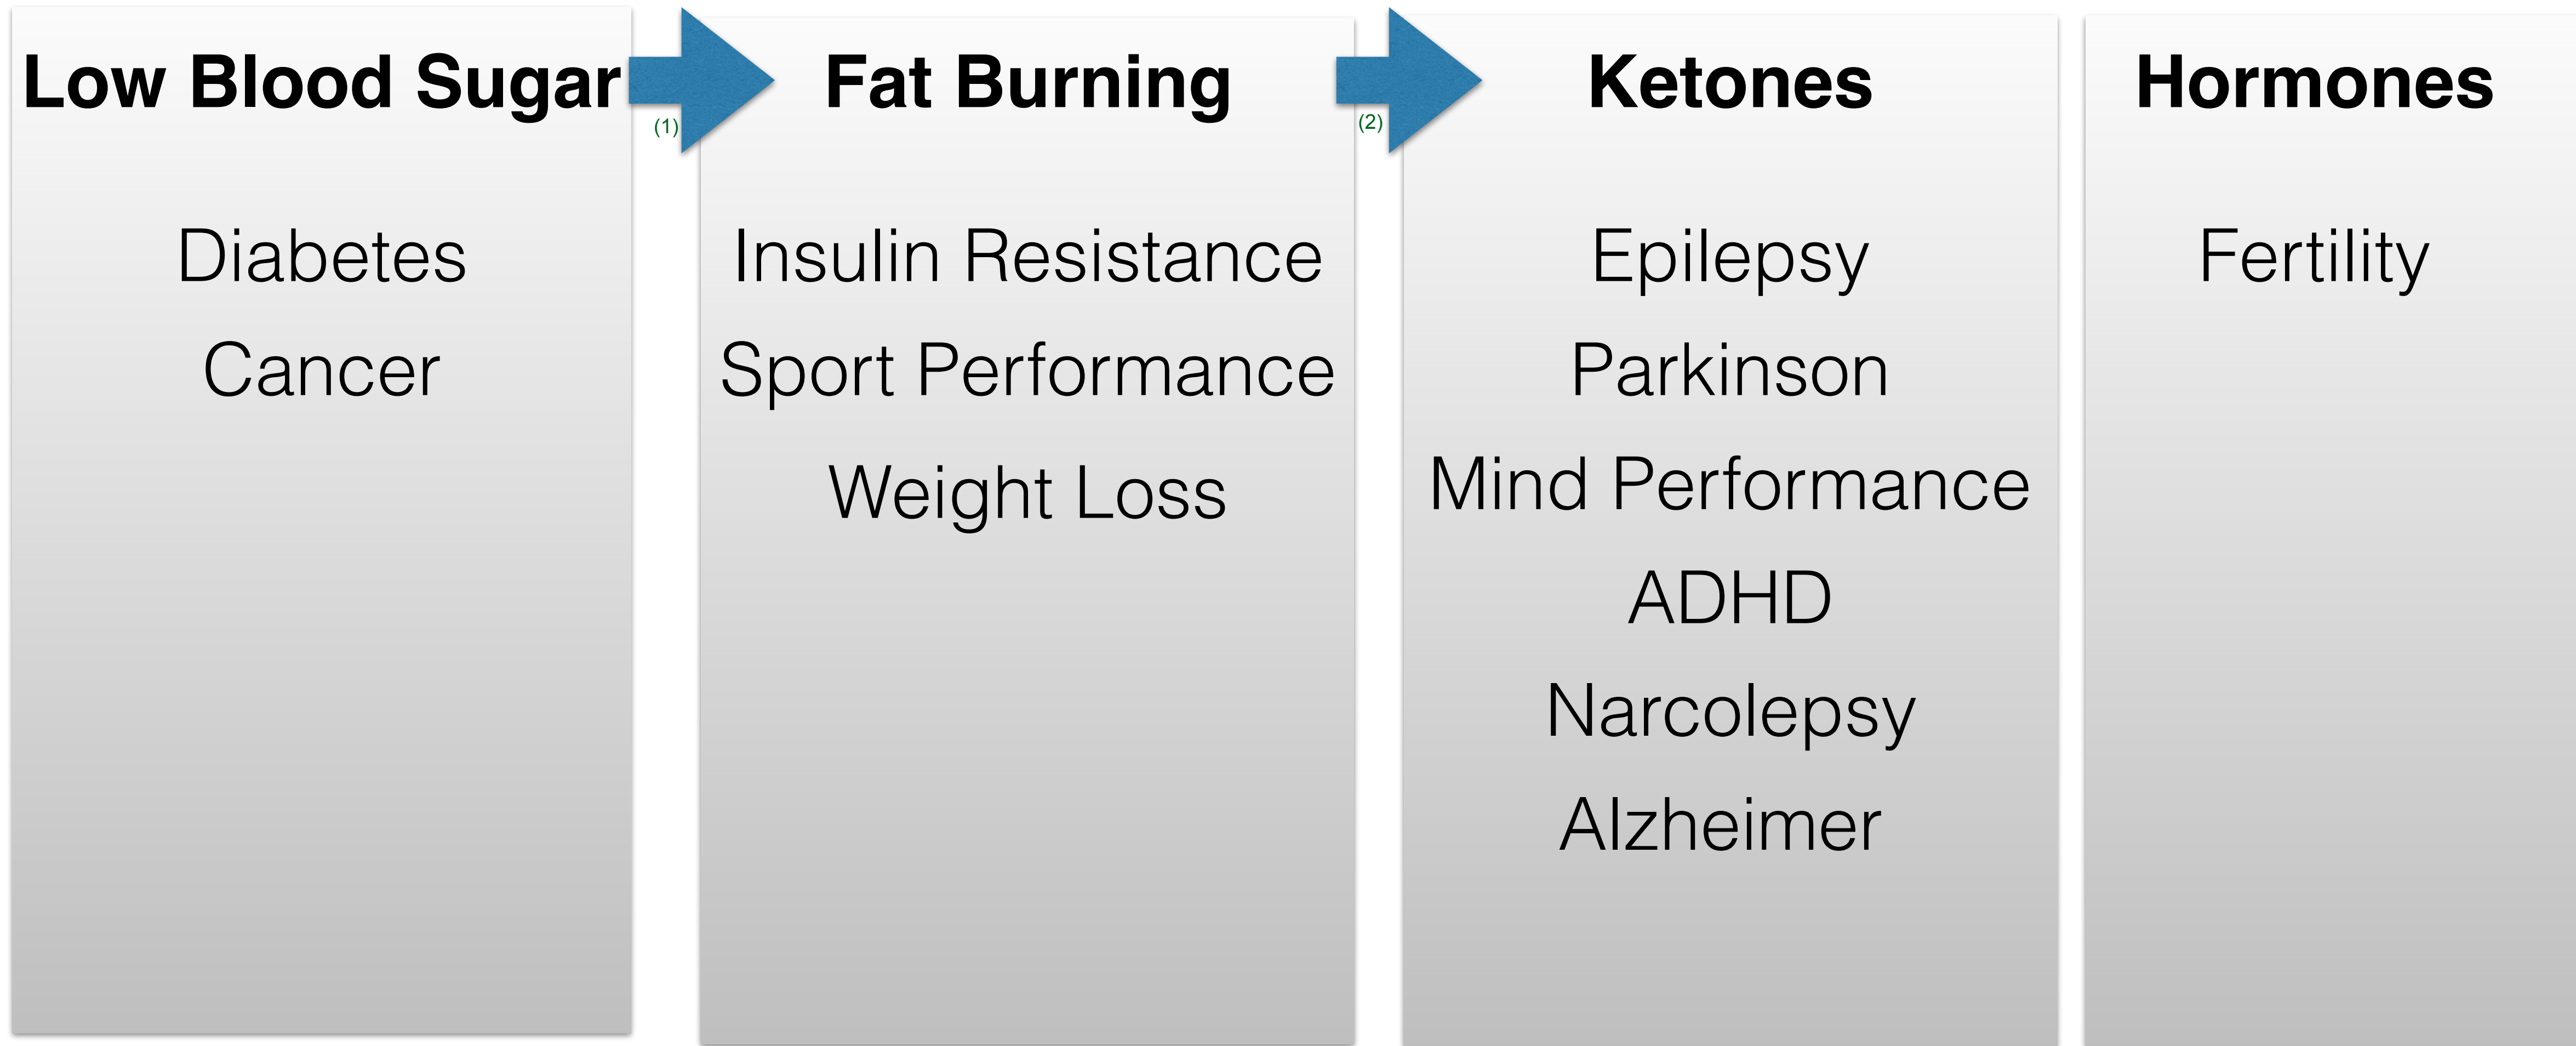 Low Blood Sugar
Diabetes
Cancer
(1)
Fat Burning
Insulin Resistance
Sport Performance
Weight Loss
(2)
Ketones
Epilepsy
Parkinson
Mind Performance
ADHD
Narcolepsy
Alzheimer
Hormones
Fertility